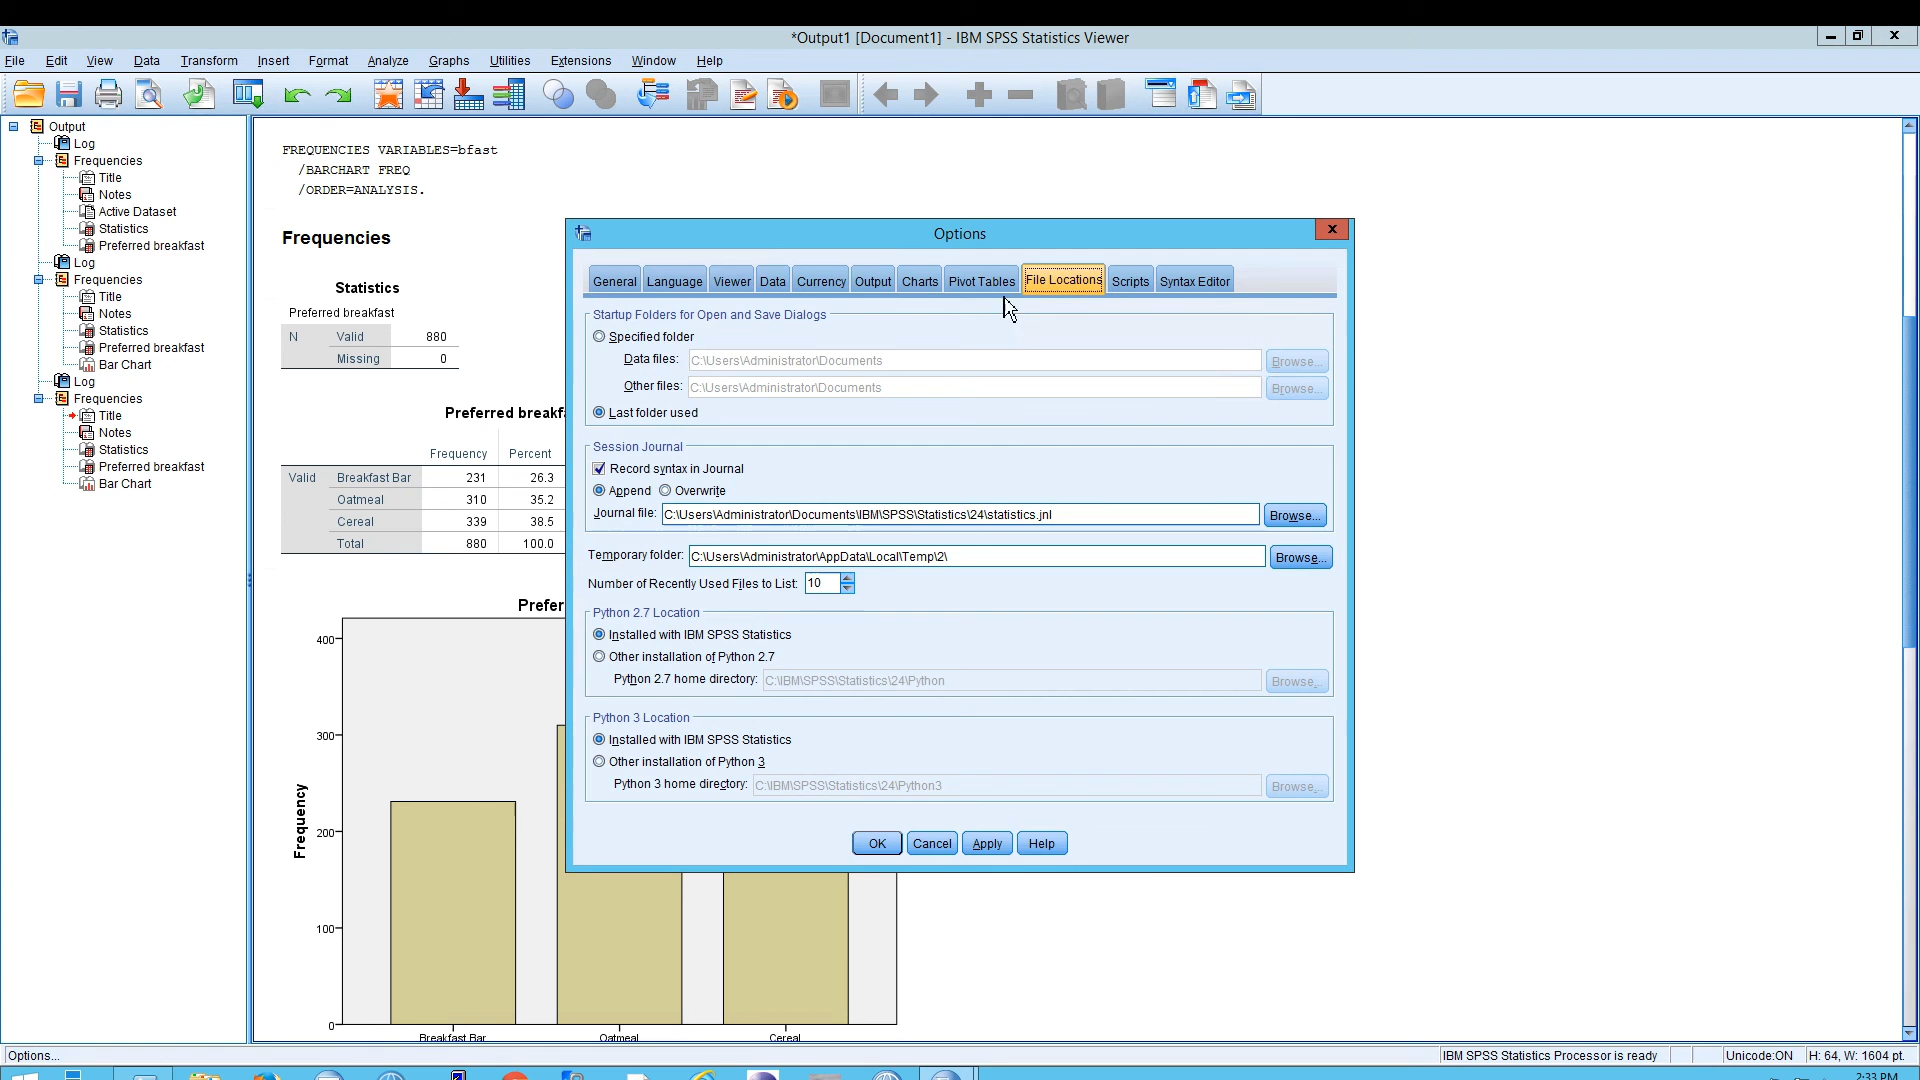 *Output1 [Document1] - IBM SPSS Statistics Viewer
File Edit View Data Transform Insert Format Analyze Graphs Utilities Extensions Window Help
Output
Log
Frequencies
Title
Notes
Active Dataset
Statistics
Preferred breakfast
Log
Frequencies
Title
Notes
Statistics
Preferred breakfast
Bar Chart
Log
Frequencies
Title
Notes
Statistics
Preferred breakfast
Bar Chart
FREQUENCIES VARIABLES=bfast
/BARCHART FREQ
/ORDER=ANALYSIS.
Frequencies
Statistics
Preferred breakfast
N Valid 880
Missing 0
Preferred breakf
Frequency Percent
Valid Breakfast Bar 231 26.3
Oatmeal 310 35.2
Cereal 339 38.5
Total 880 100.0
Prefer
Frequency
400
300
200
100
0
Breakfast Bar Oatmeal Cereal
Options
General Language Viewer Data Currency Output Charts Pivot Tables File Locations Scripts Syntax Editor
Startup Folders for Open and Save Dialogs
Specified folder
Data files: C:\Users\Administrator\Documents Browse...
Other files: C:\Users\Administrator\Documents Browse...
Last folder used
Session Journal
Record syntax in Journal
Append Overwrite
Journal file: C:\Users\Administrator\Documents\IBM\SPSS\Statistics\24\statistics.jnl Browse...
Temporary folder: C:\Users\Administrator\AppData\Local\Temp\2\ Browse...
Number of Recently Used Files to List: 10
Python 2.7 Location
Installed with IBM SPSS Statistics
Other installation of Python 2.7
Python 2.7 home directory: C:\IBM\SPSS\Statistics\24\Python Browse...
Python 3 Location
Installed with IBM SPSS Statistics
Other installation of Python 3
Python 3 home directory: C:\IBM\SPSS\Statistics\24\Python3 Browse...
OK Cancel Apply Help
Options... IBM SPSS Statistics Processor is ready Unicode:ON H: 64, W: 1604 pt.
2:33 PM